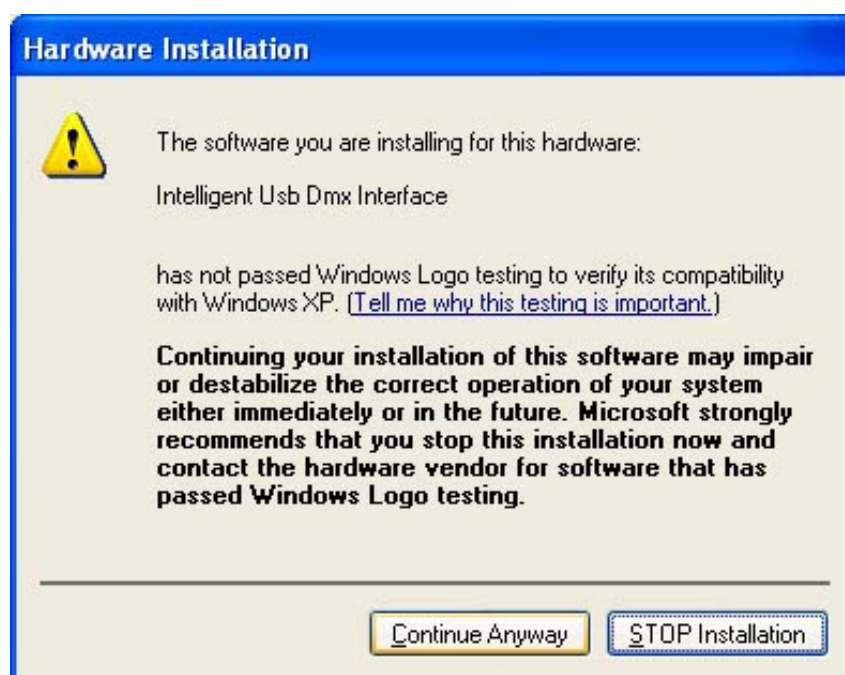 Hardware Installation
The software you are installing for this hardware:
Intelligent Usb Dmx Interface
has not passed Windows Logo testing to verify its compatibility
with Windows XP. (Tell me why this testing is important.)
Continuing your installation of this software may impair
or destabilize the correct operation of your system
either immediately or in the future. Microsoft strongly
recommends that you stop this installation now and
contact the hardware vendor for software that has
passed Windows Logo testing.
Continue Anyway STOP Installation